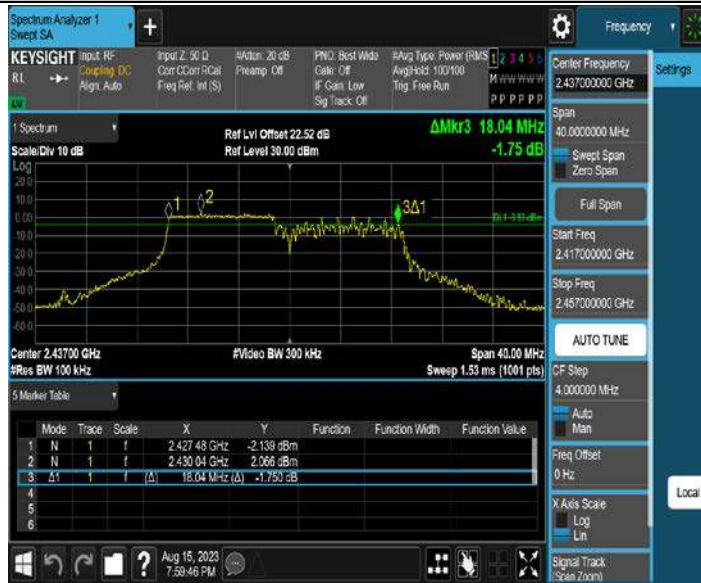 Spectrum Analyzer 1
Swept SA
+
Frequency
KEYSIGHT
RL
Input: RF
Coupling: DC
Align: Auto
Input Z: 50 Ω
Corr CCorr RCal
Freq Ref: Int (S)
#Atten: 20 dB
Preamp: Off
PNO: Best Wide
Gate: Off
IF Gain: Low
Sig Track: Off
#Avg Type: Power (RMS
Avg|Hold: 100/100
Trig: Free Run
1 2 3 4 5 6
M W W W W W
P P P P P P
LV
1 Spectrum
Scale/Div 10 dB
Ref Lvl Offset 22.52 dB
Ref Level 30.00 dBm
ΔMkr3 18.04 MHz
-1.75 dB
Log
20.0
10.0
0.00
-10.0
-20.0
-30.0
-40.0
-50.0
-60.0
1
2
3Δ1
Center 2.43700 GHz
#Res BW 100 kHz
#Video BW 300 kHz
Span 40.00 MHz
Sweep 1.53 ms (1001 pts)
5 Marker Table
Mode Trace Scale X Y Function Function Width Function Value
1 N 1 f 2.427 48 GHz -2.139 dBm
2 N 1 f 2.430 04 GHz 2.066 dBm
3 Δ1 1 f (Δ) 18.04 MHz (Δ) -1.750 dB
4
5
6
Aug 15, 2023
7:59:46 PM
?
Center Frequency
2.437000000 GHz
Settings
Span
40.0000000 MHz
Swept Span
Zero Span
Full Span
Start Freq
2.417000000 GHz
Stop Freq
2.457000000 GHz
AUTO TUNE
CF Step
4.000000 MHz
Auto
Man
Freq Offset
0 Hz
Local
X Axis Scale
Log
Lin
Signal Track
(Span Zoom)